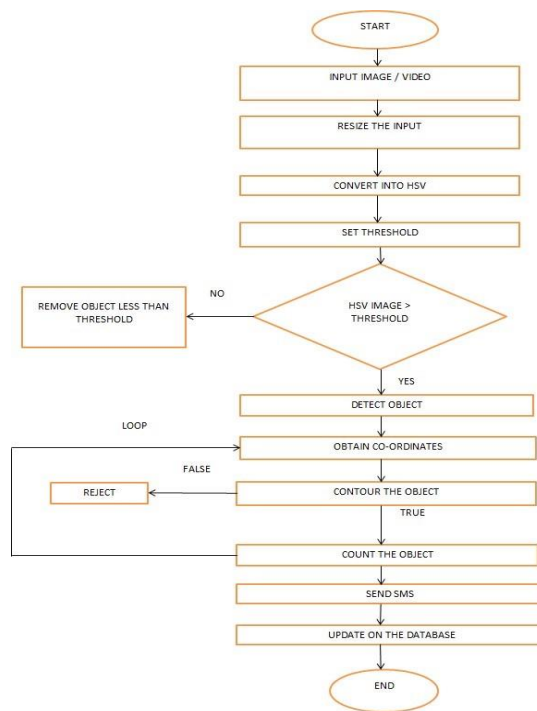 START
INPUT IMAGE / VIDEO
RESIZE THE INPUT
CONVERT INTO HSV
SET THRESHOLD
HSV IMAGE >
THRESHOLD
NO
REMOVE OBJECT LESS THAN
THRESHOLD
YES
DETECT OBJECT
LOOP
OBTAIN CO-ORDINATES
FALSE
REJECT
CONTOUR THE OBJECT
TRUE
COUNT THE OBJECT
SEND SMS
UPDATE ON THE DATABASE
END